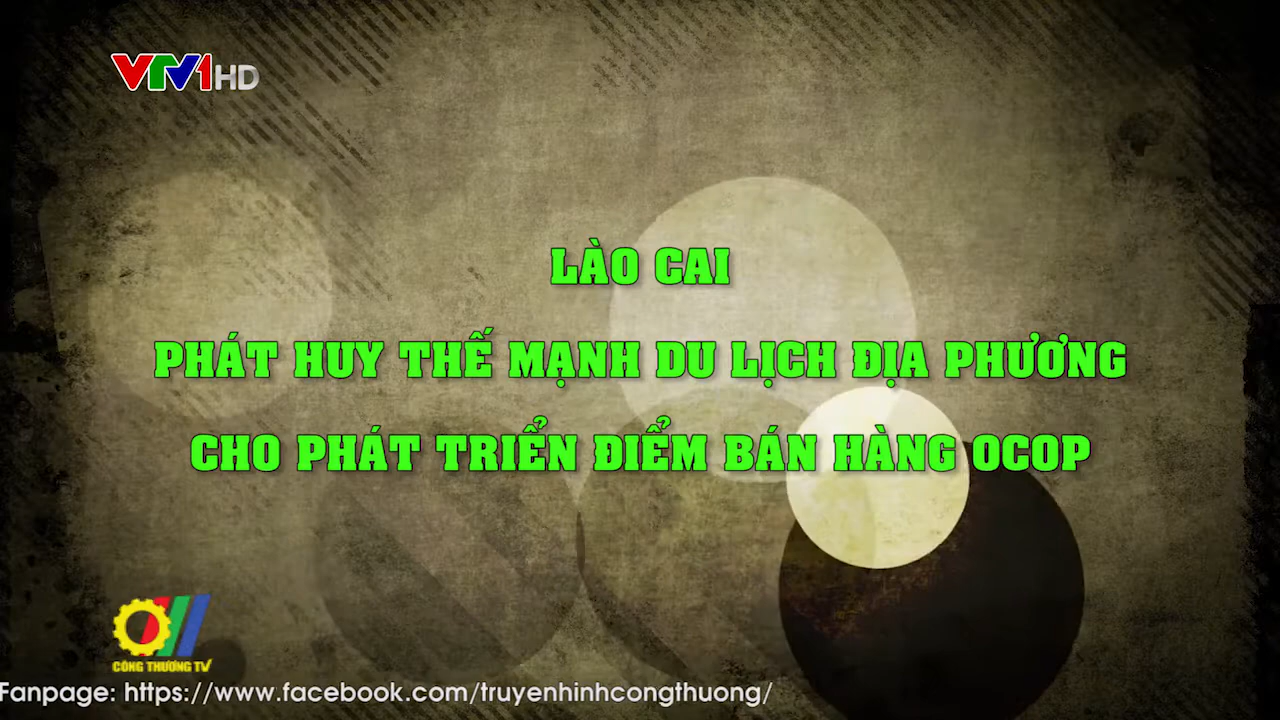 VTV1HD
LÀO CAI
PHÁT HUY THẾ MẠNH DU LỊCH ĐỊA PHƯƠNG
CHO PHÁT TRIỂN ĐIỂM BÁN HÀNG OCOP
CÔNG THƯƠNG TV
Fanpage: https://www.facebook.com/truyenhinhcongthuong/